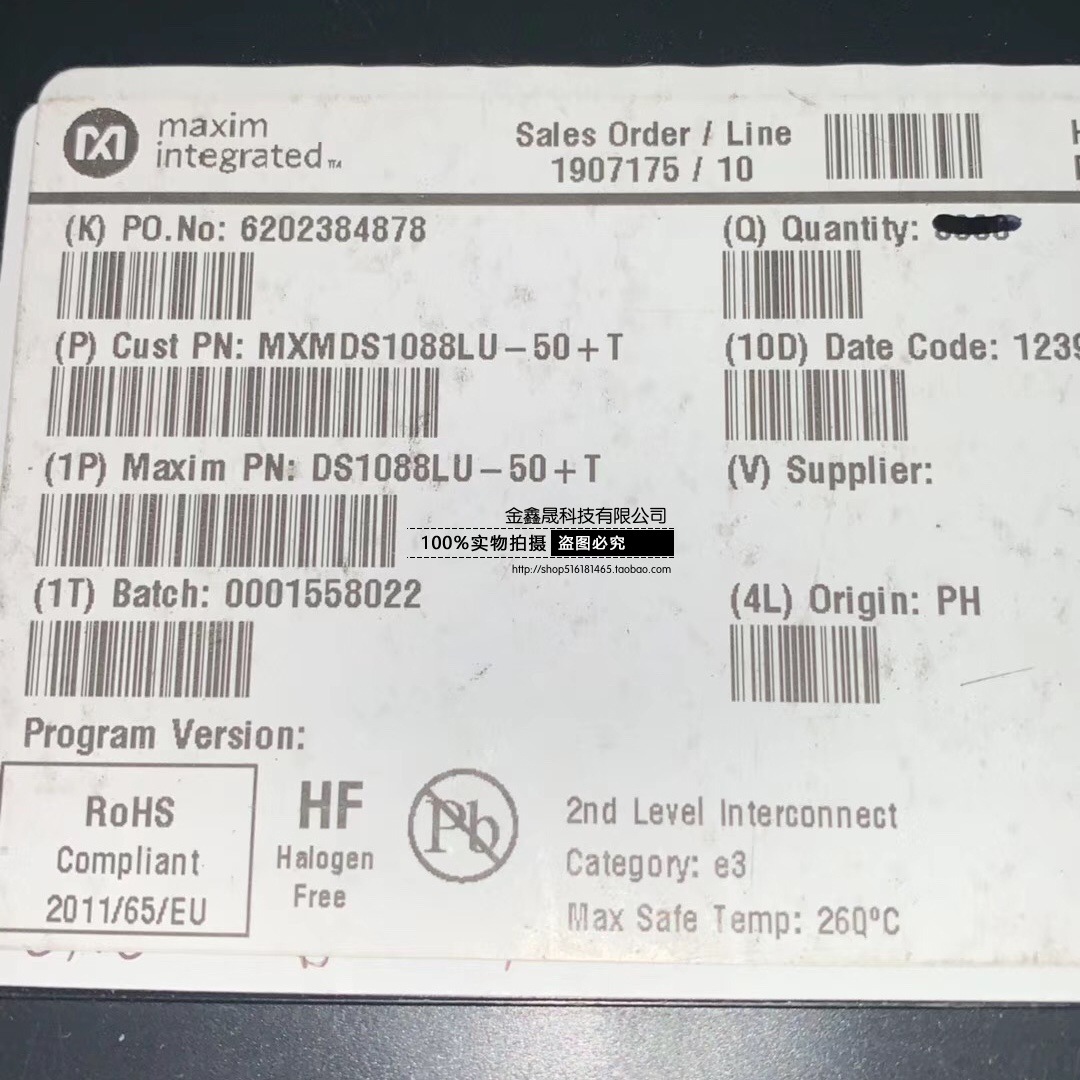 maxim
integrated™
Sales Order / Line
1907175 / 10
(K) PO.No: 6202384878
(Q) Quantity:
(P) Cust PN: MXMDS1088LU-50+T
(10D) Date Code: 1239
(1P) Maxim PN: DS1088LU-50+T
(V) Supplier:
金鑫晟科技有限公司
100%实物拍摄 盗图必究
http://shop516181465.taobao.com
(1T) Batch: 0001558022
(4L) Origin: PH
Program Version:
RoHS
Compliant
2011/65/EU
HF
Halogen
Free
Pb
2nd Level Interconnect
Category: e3
Max Safe Temp: 260ºC